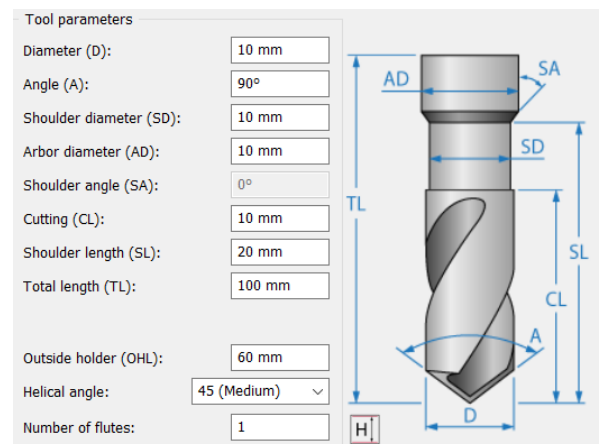 Tool parameters
Diameter (D): 10 mm
Angle (A): 90º
Shoulder diameter (SD): 10 mm
Arbor diameter (AD): 10 mm
Shoulder angle (SA): 0º
Cutting (CL): 10 mm
Shoulder length (SL): 20 mm
Total length (TL): 100 mm
Outside holder (OHL): 60 mm
Helical angle: 45 (Medium)
Number of flutes: 1
H
AD
SA
SD
TL
SL
CL
A
D